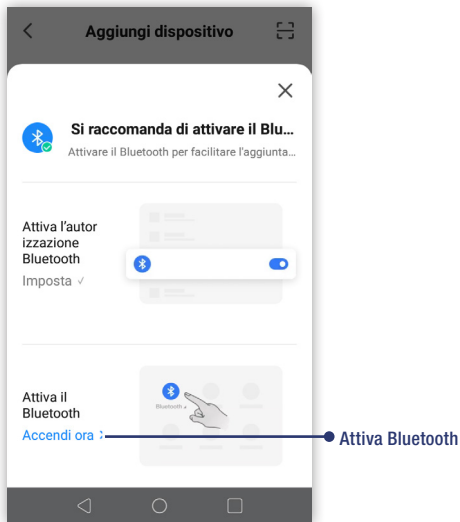 Aggiungi dispositivo
Si raccomanda di attivare il Blu...
Attivare il Bluetooth per facilitare l'aggiunta...
Attiva l'autor
izzazione
Bluetooth
Imposta ✓
Attiva il
Bluetooth
Accendi ora
Bluetooth
Attiva Bluetooth